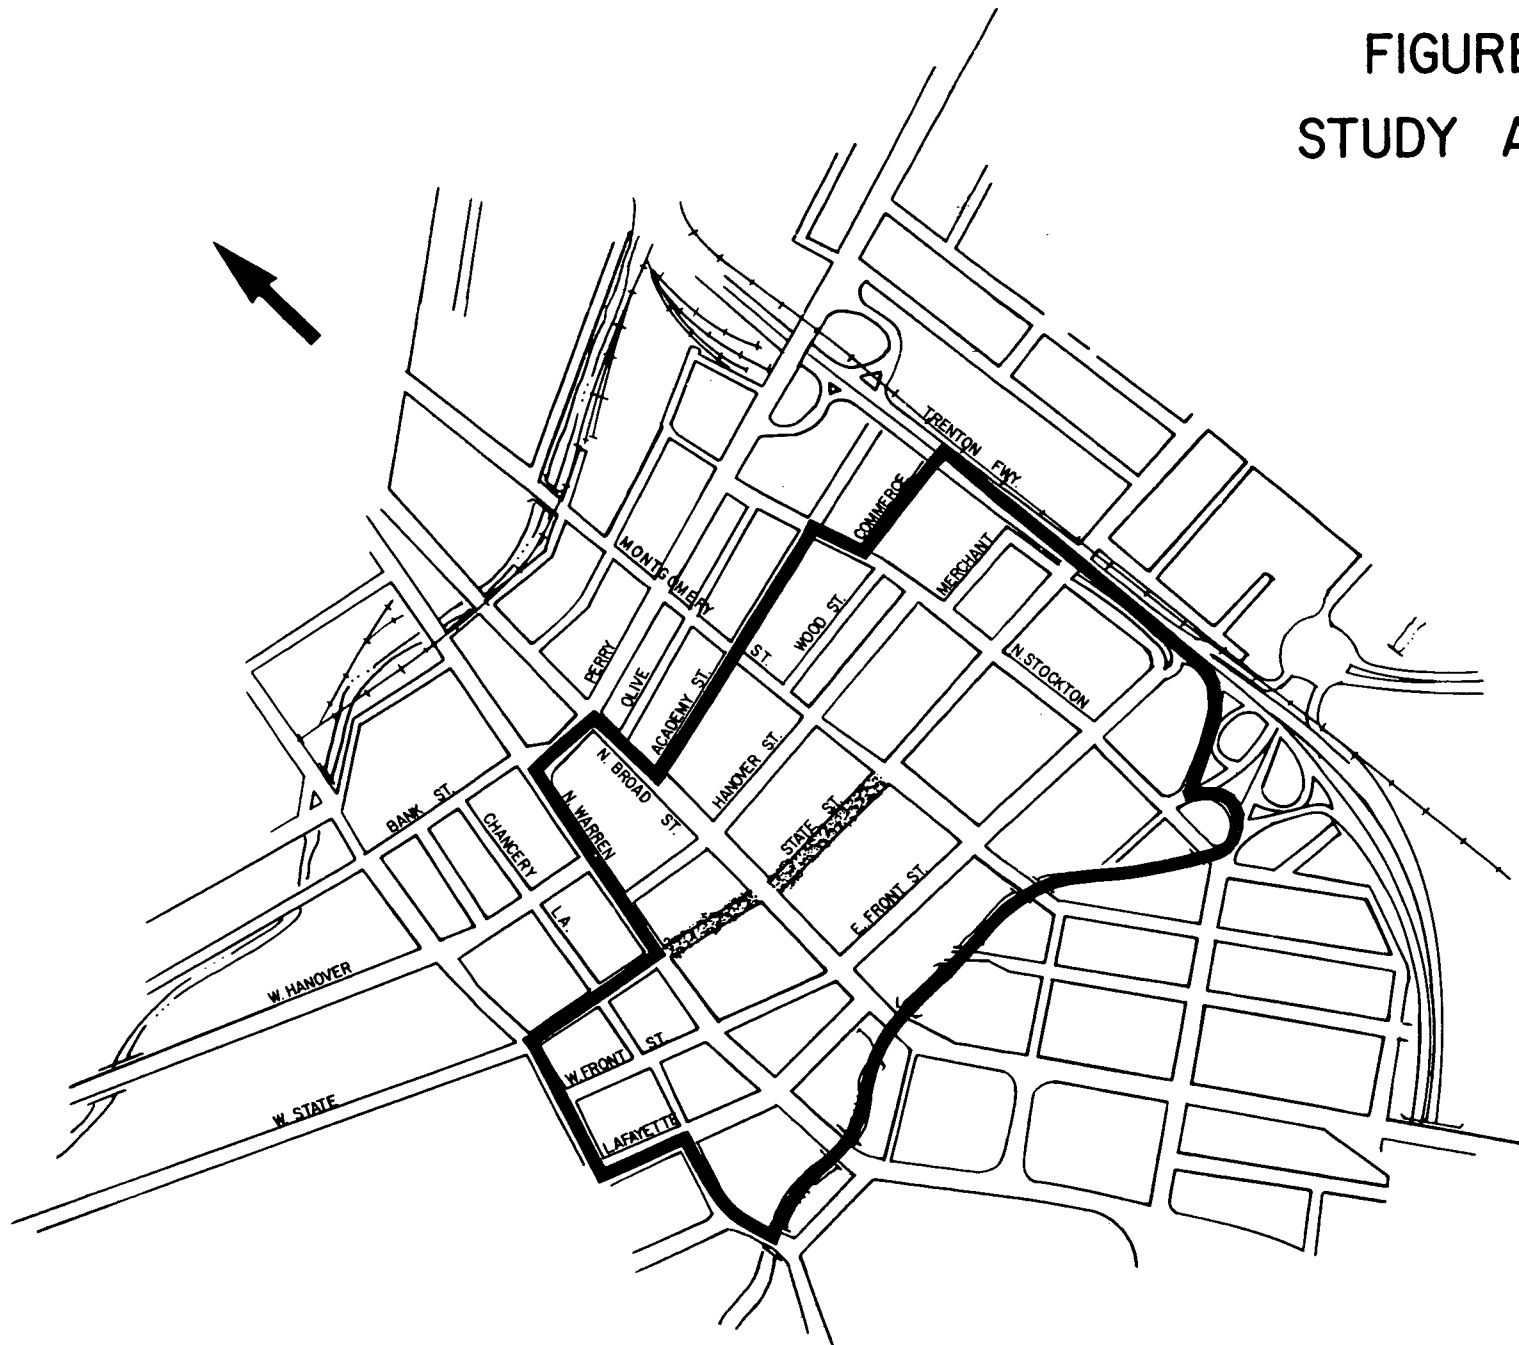 FIGURE
STUDY A
TRENTON FWY.
COMMERCE
MERCHANT
MONTGOMERY
PERRY
OLIVE
ACADEMY ST.
WOOD ST.
N. STOCKTON
N. BROAD ST.
HANOVER ST.
N. WARREN
BANK ST.
CHANCERY LA.
STATE ST.
E. FRONT ST.
W. HANOVER
W. FRONT ST.
W. STATE
LAFAYETTE